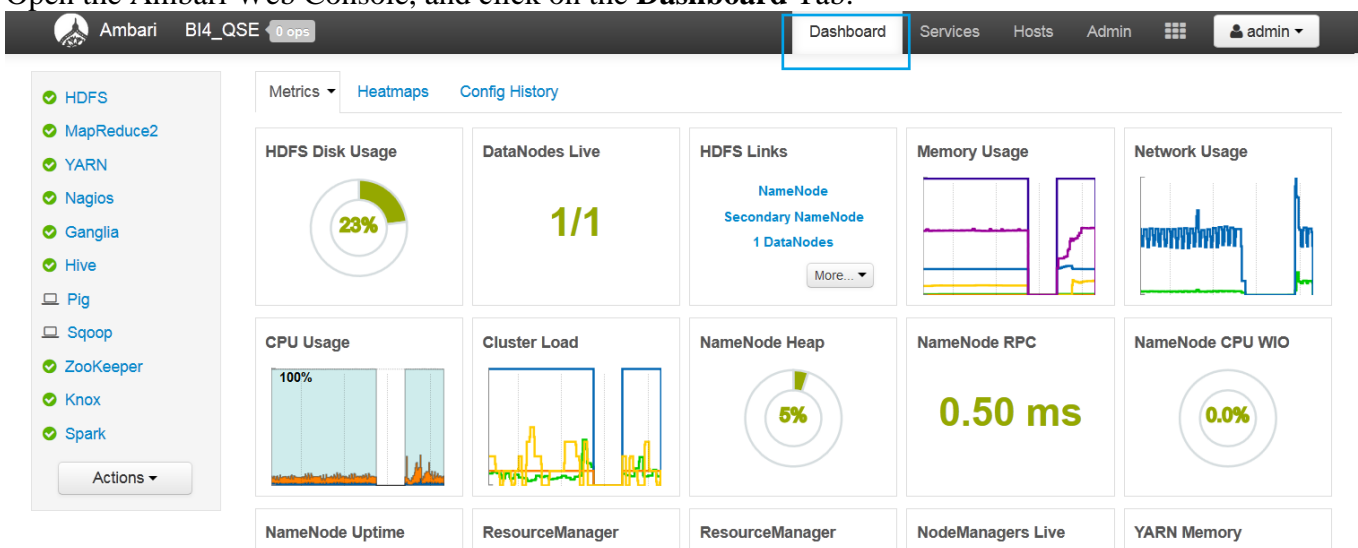 Open the Ambari Web Console, and click on the Dashboard Tab.
Ambari BI4_QSE 0 ops Dashboard Services Hosts Admin admin
Metrics Heatmaps Config History
HDFS
MapReduce2
YARN
Nagios
Ganglia
Hive
Pig
Sqoop
ZooKeeper
Knox
Spark
Actions
HDFS Disk Usage
23%
DataNodes Live
1/1
HDFS Links
NameNode
Secondary NameNode
1 DataNodes
More...
Memory Usage
Network Usage
CPU Usage
100%
Cluster Load
NameNode Heap
5%
NameNode RPC
0.50 ms
NameNode CPU WIO
0.0%
NameNode Uptime
ResourceManager
ResourceManager
NodeManagers Live
YARN Memory